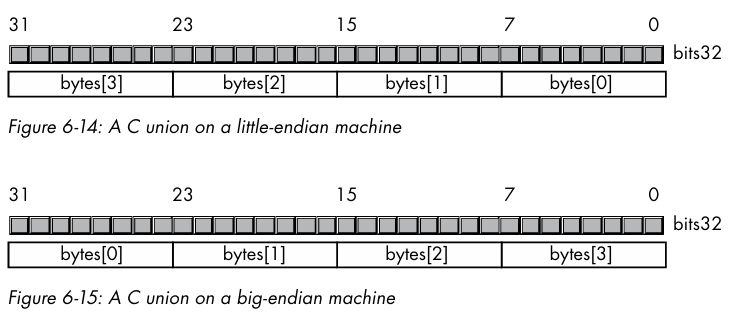 31 23 15 7 0
bits32
bytes[3] bytes[2] bytes[1] bytes[0]
Figure 6-14: A C union on a little-endian machine
31 23 15 7 0
bits32
bytes[0] bytes[1] bytes[2] bytes[3]
Figure 6-15: A C union on a big-endian machine